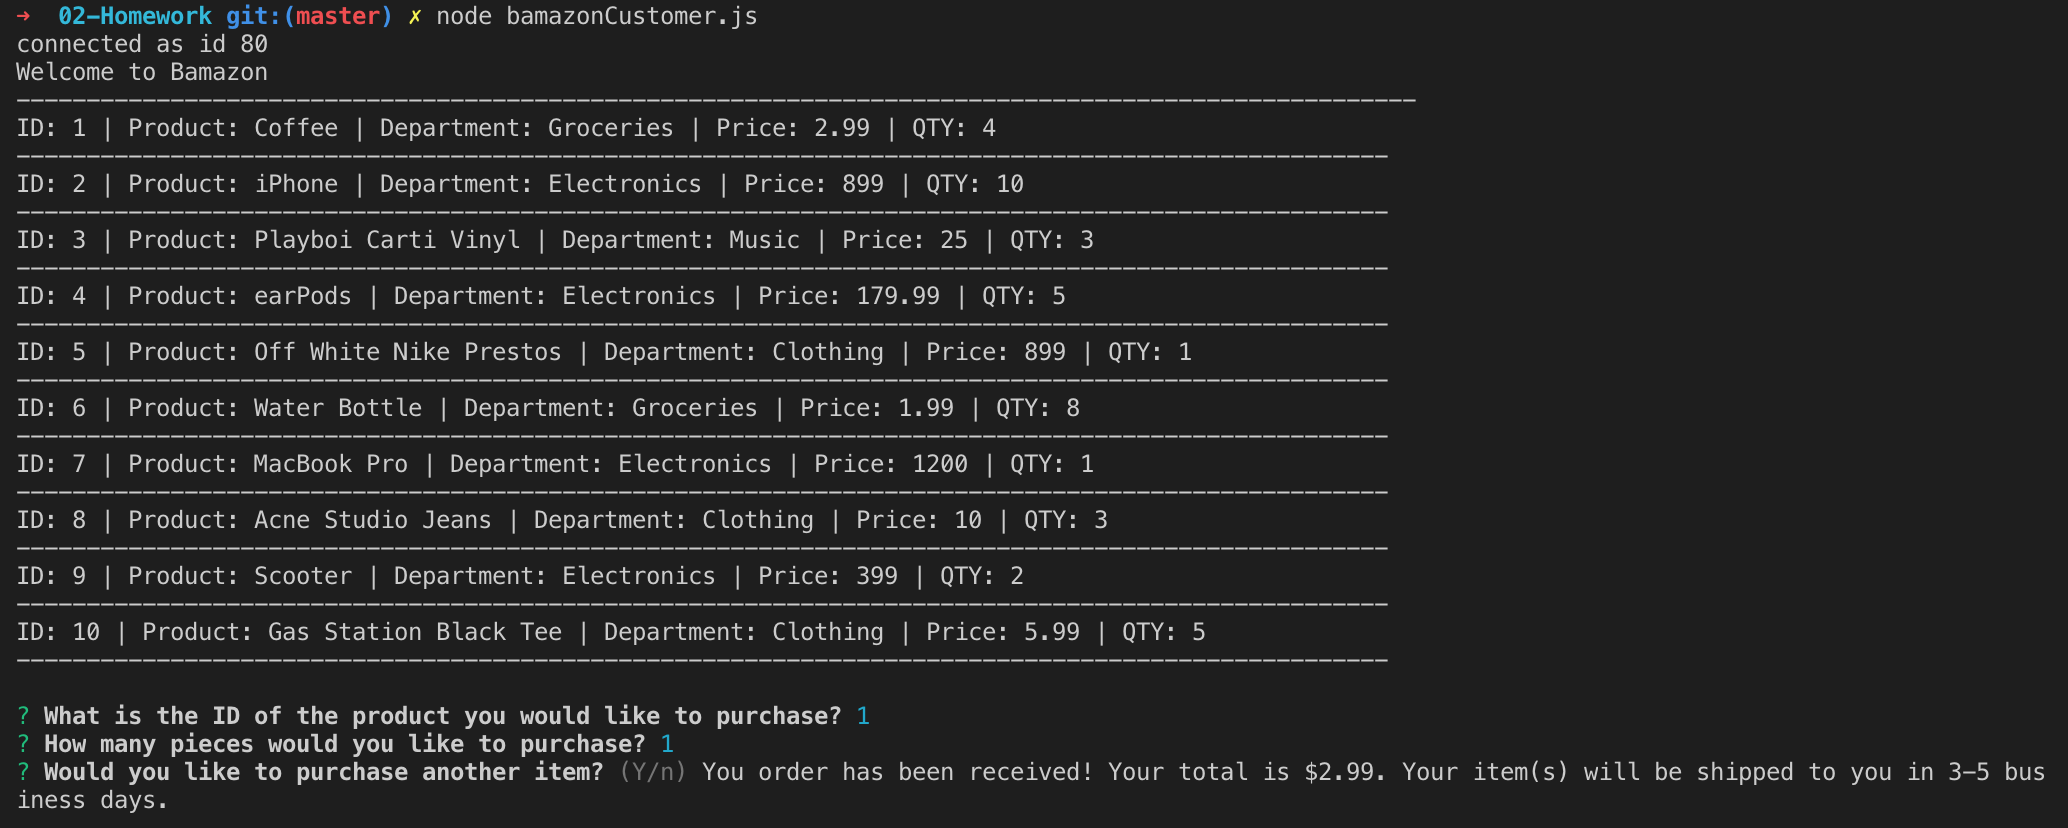 ➜  02-Homework git:(master) ✗ node bamazonCustomer.js
connected as id 80
Welcome to Bamazon
----------------------------------------------------------------------------------------------------
ID: 1 | Product: Coffee | Department: Groceries | Price: 2.99 | QTY: 4
--------------------------------------------------------------------------------------------------
ID: 2 | Product: iPhone | Department: Electronics | Price: 899 | QTY: 10
--------------------------------------------------------------------------------------------------
ID: 3 | Product: Playboi Carti Vinyl | Department: Music | Price: 25 | QTY: 3
--------------------------------------------------------------------------------------------------
ID: 4 | Product: earPods | Department: Electronics | Price: 179.99 | QTY: 5
--------------------------------------------------------------------------------------------------
ID: 5 | Product: Off White Nike Prestos | Department: Clothing | Price: 899 | QTY: 1
--------------------------------------------------------------------------------------------------
ID: 6 | Product: Water Bottle | Department: Groceries | Price: 1.99 | QTY: 8
--------------------------------------------------------------------------------------------------
ID: 7 | Product: MacBook Pro | Department: Electronics | Price: 1200 | QTY: 1
--------------------------------------------------------------------------------------------------
ID: 8 | Product: Acne Studio Jeans | Department: Clothing | Price: 10 | QTY: 3
--------------------------------------------------------------------------------------------------
ID: 9 | Product: Scooter | Department: Electronics | Price: 399 | QTY: 2
--------------------------------------------------------------------------------------------------
ID: 10 | Product: Gas Station Black Tee | Department: Clothing | Price: 5.99 | QTY: 5
--------------------------------------------------------------------------------------------------
? What is the ID of the product you would like to purchase? 1
? How many pieces would you like to purchase? 1
? Would you like to purchase another item? (Y/n) You order has been received! Your total is $2.99. Your item(s) will be shipped to you in 3-5 bus
iness days.